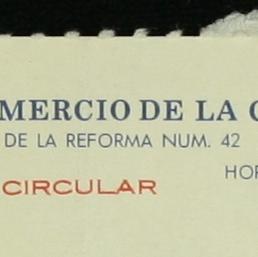 MERCIO DE LA C
DE LA REFORMA NUM. 42
HOR
CIRCULAR